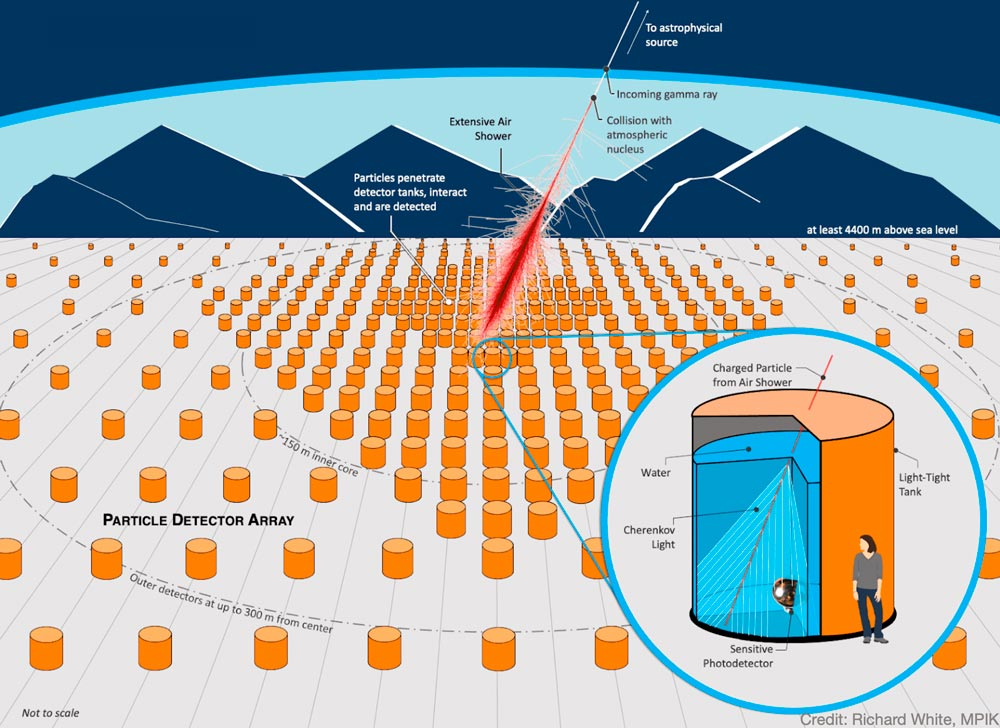 To astrophysical
source
Incoming gamma ray
Collision with
atmospheric
nucleus
Extensive Air
Shower
Particles penetrate
detector tanks, interact
and are detected
at least 4400 m above sea level
Charged Particle
from Air Shower
Water
Light-Tight
Tank
Cherenkov
Light
Sensitive
Photodetector
~150 m inner core
PARTICLE DETECTOR ARRAY
Outer detectors at up to 300 m from center
Not to scale
Credit: Richard White, MPIK